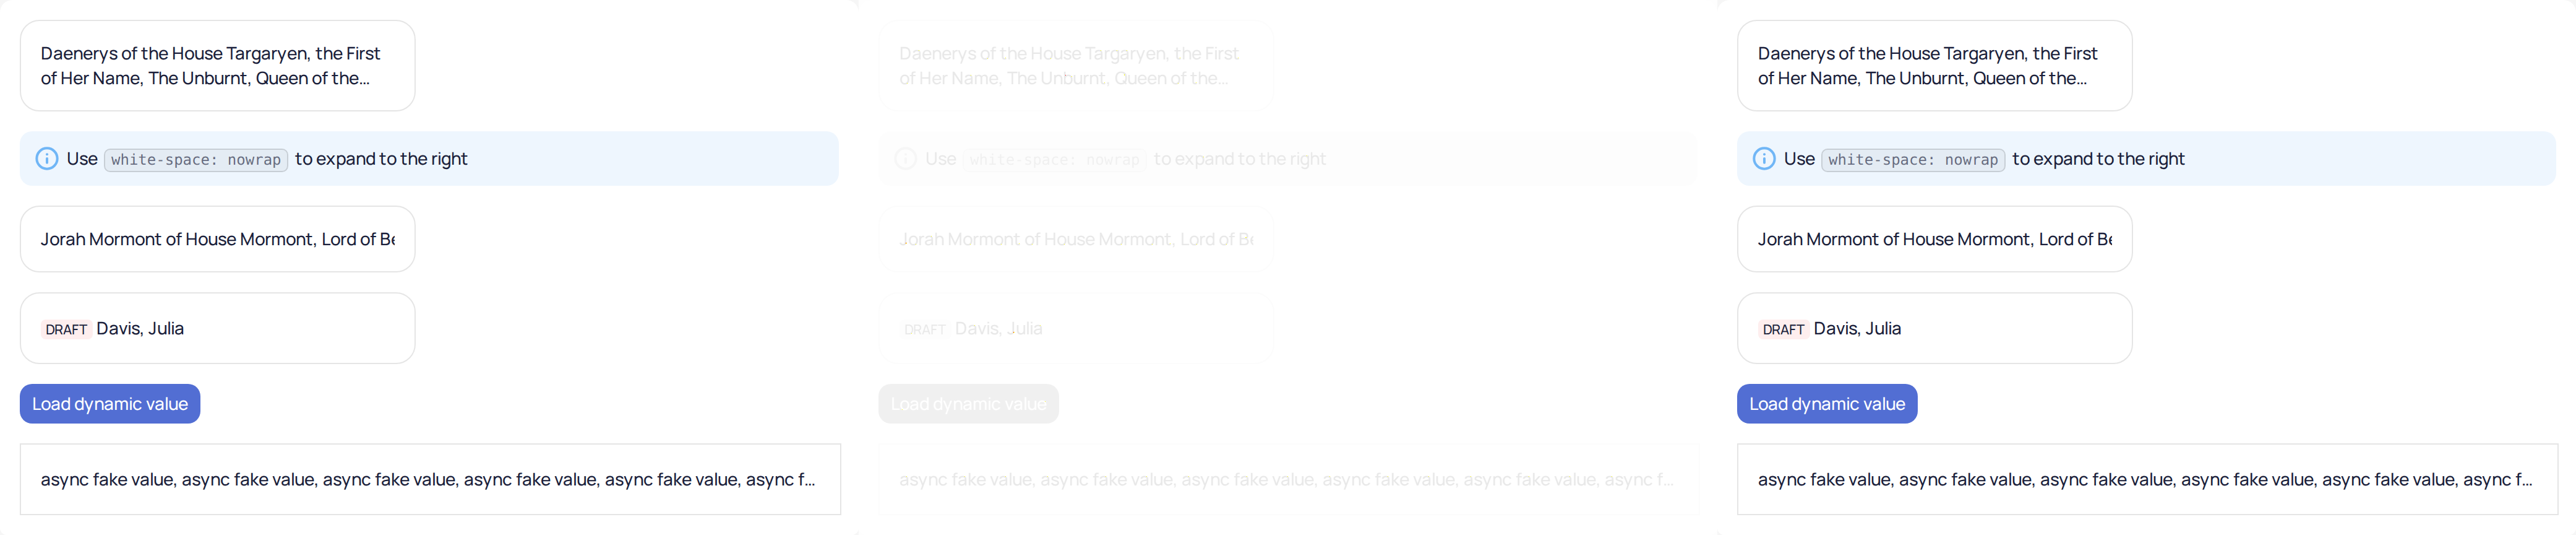 Daenerys of the House Targaryen, the First
of Her Name, The Unburnt, Queen of the...
Use white-space: nowrap to expand to the right
Jorah Mormont of House Mormont, Lord of Be
DRAFT Davis, Julia
Load dynamic value
async fake value, async fake value, async fake value, async fake value, async fake value, async f...
Daenerys of the House Targaryen, the First
of Her Name, The Unburnt, Queen of the...
Use white-space: nowrap to expand to the right
Jorah Mormont of House Mormont, Lord of Be
DRAFT Davis, Julia
Load dynamic value
async fake value, async fake value, async fake value, async fake value, async fake value, async f...
Daenerys of the House Targaryen, the First
of Her Name, The Unburnt, Queen of the...
Use white-space: nowrap to expand to the right
Jorah Mormont of House Mormont, Lord of Be
DRAFT Davis, Julia
Load dynamic value
async fake value, async fake value, async fake value, async fake value, async fake value, async f...